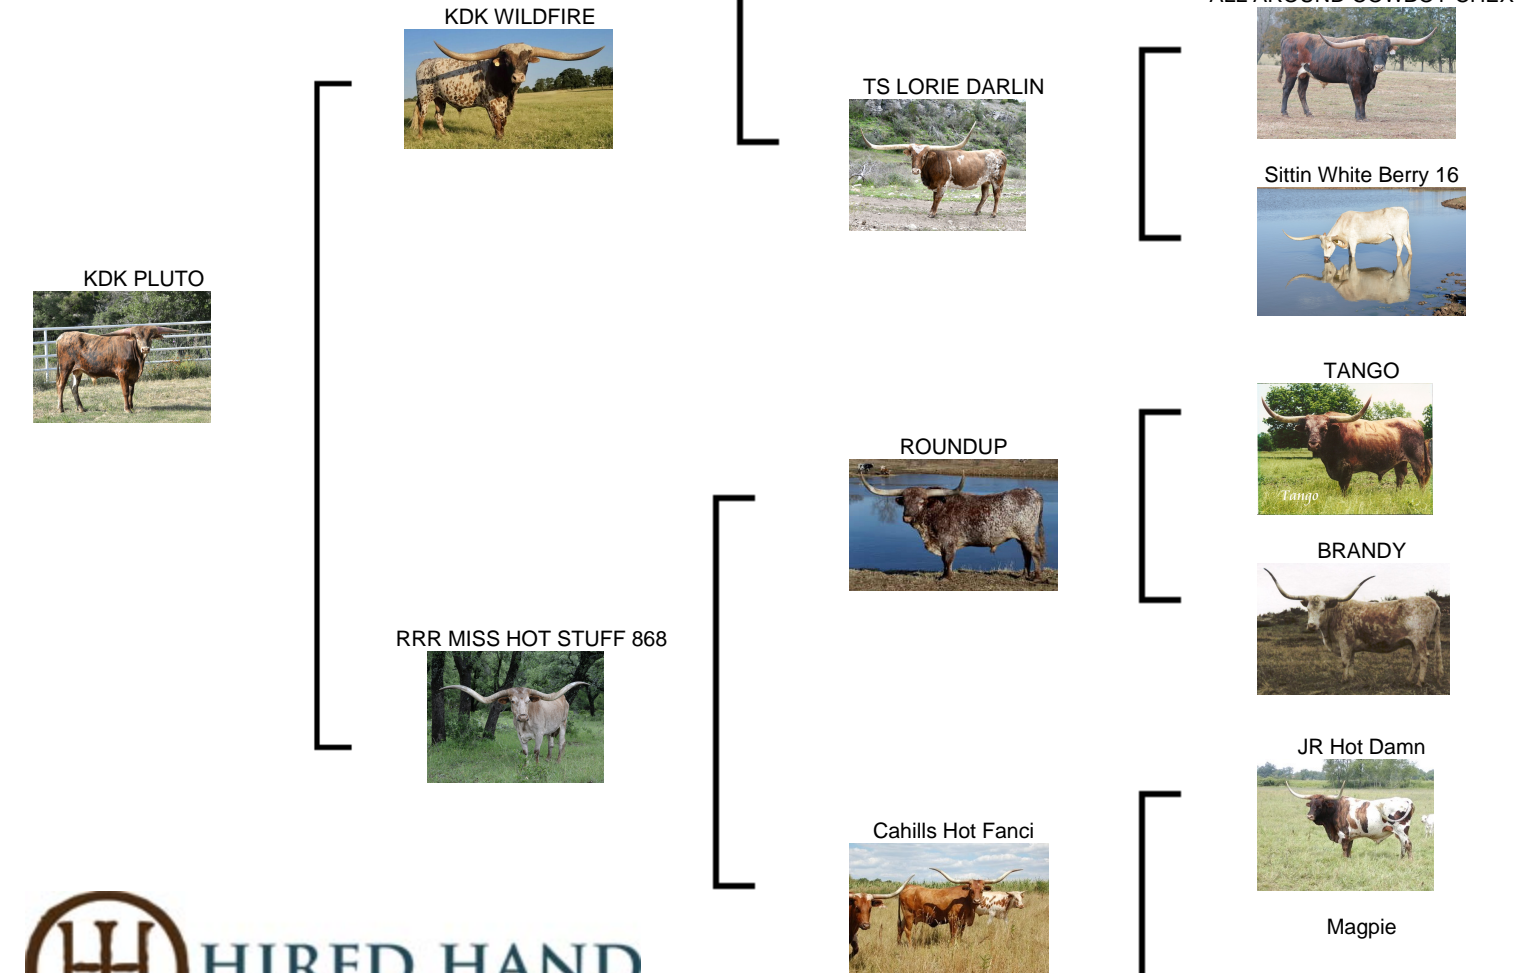 KDK WILDFIRE
TS LORIE DARLIN
Sittin White Berry 16
KDK PLUTO
TANGO
Tango
ROUNDUP
BRANDY
RRR MISS HOT STUFF 868
JR Hot Damn
Cahills Hot Fanci
Magpie
HIRED HAND